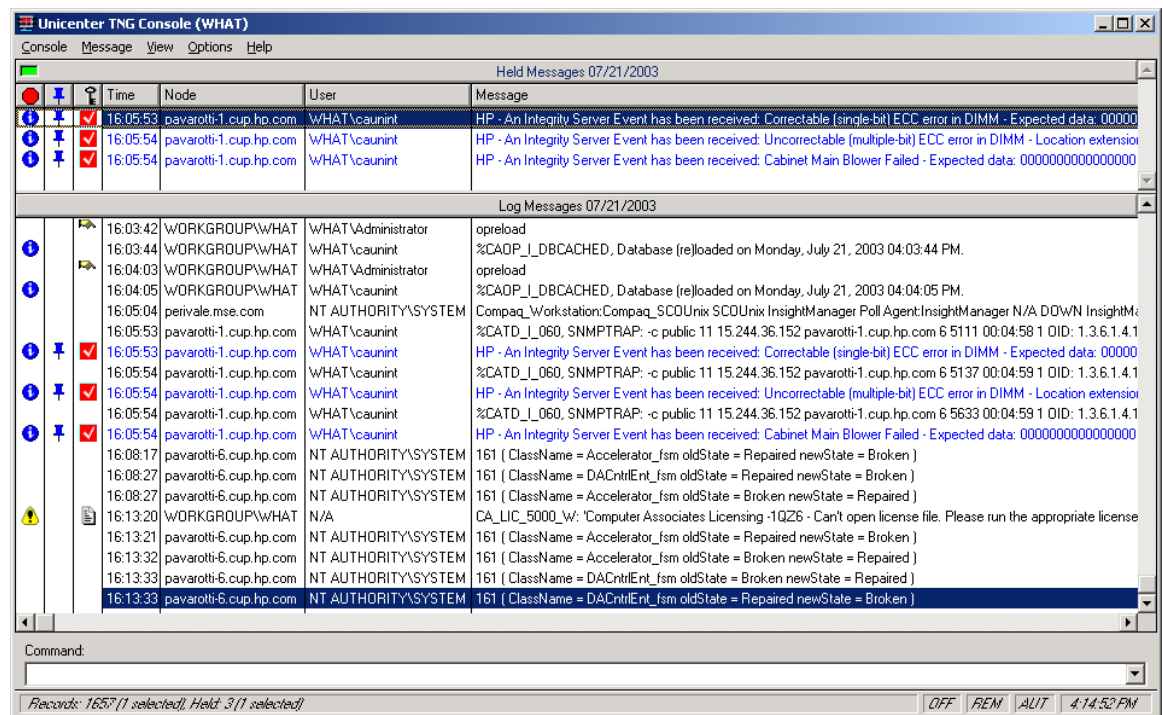 Unicenter TNG Console (WHAT)
Console Message View Options Help
Held Messages 07/21/2003
Time Node User Message
16:05:53 pavarotti-1.cup.hp.com WHAT\caunint HP - An Integrity Server Event has been received: Correctable (single-bit) ECC error in DIMM - Expected data: 00000
16:05:54 pavarotti-1.cup.hp.com WHAT\caunint HP - An Integrity Server Event has been received: Uncorrectable (multiple-bit) ECC error in DIMM - Location extension
16:05:54 pavarotti-1.cup.hp.com WHAT\caunint HP - An Integrity Server Event has been received: Cabinet Main Blower Failed - Expected data: 0000000000000000
Log Messages 07/21/2003
16:03:42 WORKGROUP\WHAT WHAT\Administrator opreload
16:03:44 WORKGROUP\WHAT WHAT\caunint %CAOP_I_DBCACHED, Database (re)loaded on Monday, July 21, 2003 04:03:44 PM.
16:04:03 WORKGROUP\WHAT WHAT\Administrator opreload
16:04:05 WORKGROUP\WHAT WHAT\caunint %CAOP_I_DBCACHED, Database (re)loaded on Monday, July 21, 2003 04:04:05 PM.
16:05:04 perivale.mse.com NT AUTHORITY\SYSTEM Compaq_Workstation:Compaq_SCOUnix SCOUnix InsightManager Poll Agent:InsightManager N/A DOWN InsightMa
16:05:53 pavarotti-1.cup.hp.com WHAT\caunint %CATD_I_060, SNMPTRAP: -c public 11 15.244.36.152 pavarotti-1.cup.hp.com 6 5111 00:04:58 1 OID: 1.3.6.1.4.1
16:05:53 pavarotti-1.cup.hp.com WHAT\caunint HP - An Integrity Server Event has been received: Correctable (single-bit) ECC error in DIMM - Expected data: 00000
16:05:54 pavarotti-1.cup.hp.com WHAT\caunint %CATD_I_060, SNMPTRAP: -c public 11 15.244.36.152 pavarotti-1.cup.hp.com 6 5137 00:04:59 1 OID: 1.3.6.1.4.1
16:05:54 pavarotti-1.cup.hp.com WHAT\caunint HP - An Integrity Server Event has been received: Uncorrectable (multiple-bit) ECC error in DIMM - Location extension
16:05:54 pavarotti-1.cup.hp.com WHAT\caunint %CATD_I_060, SNMPTRAP: -c public 11 15.244.36.152 pavarotti-1.cup.hp.com 6 5633 00:04:59 1 OID: 1.3.6.1.4.1
16:05:54 pavarotti-1.cup.hp.com WHAT\caunint HP - An Integrity Server Event has been received: Cabinet Main Blower Failed - Expected data: 0000000000000000
16:08:17 pavarotti-6.cup.hp.com NT AUTHORITY\SYSTEM 161 ( ClassName = Accelerator_fsm oldState = Repaired newState = Broken )
16:08:27 pavarotti-6.cup.hp.com NT AUTHORITY\SYSTEM 161 ( ClassName = DACntrlEnt_fsm oldState = Repaired newState = Broken )
16:08:27 pavarotti-6.cup.hp.com NT AUTHORITY\SYSTEM 161 ( ClassName = Accelerator_fsm oldState = Broken newState = Repaired )
16:13:20 WORKGROUP\WHAT N/A CA_LIC_5000_W: 'Computer Associates Licensing -1QZ6 - Can't open license file. Please run the appropriate license
16:13:21 pavarotti-6.cup.hp.com NT AUTHORITY\SYSTEM 161 ( ClassName = Accelerator_fsm oldState = Repaired newState = Broken )
16:13:32 pavarotti-6.cup.hp.com NT AUTHORITY\SYSTEM 161 ( ClassName = Accelerator_fsm oldState = Broken newState = Repaired )
16:13:33 pavarotti-6.cup.hp.com NT AUTHORITY\SYSTEM 161 ( ClassName = DACntrlEnt_fsm oldState = Broken newState = Repaired )
16:13:33 pavarotti-6.cup.hp.com NT AUTHORITY\SYSTEM 161 ( ClassName = DACntrlEnt_fsm oldState = Repaired newState = Broken )
Command:
Records: 1657 (1 selected), Held: 3 (1 selected) OFF REM AUT 4:14:52 PM